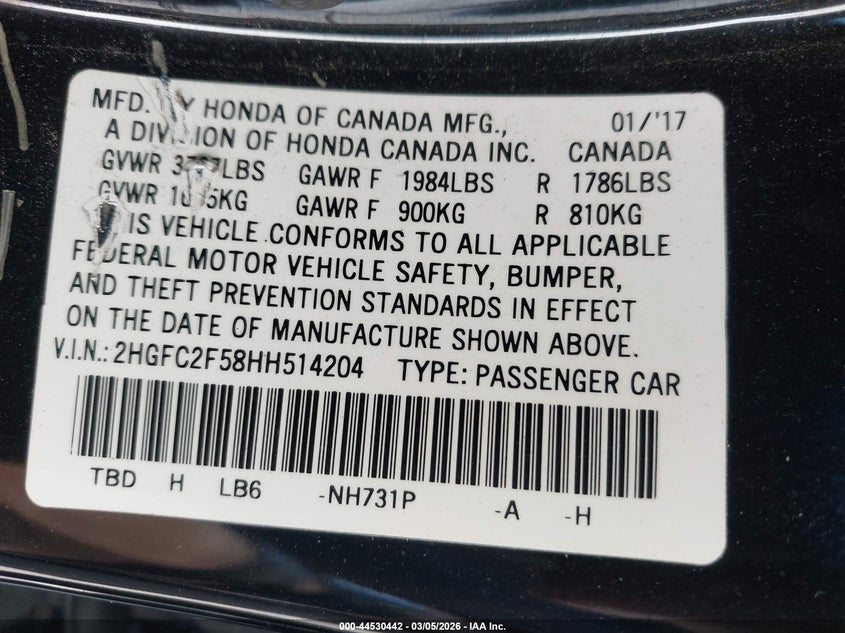 MFD. BY HONDA OF CANADA MFG., 01/'17
A DIVISION OF HONDA CANADA INC. CANADA
GVWR GAWR F 1984LBS R 1786LBS
GVWR GAWR F 900KG R 810KG
THIS VEHICLE CONFORMS TO ALL APPLICABLE
FEDERAL MOTOR VEHICLE SAFETY, BUMPER,
AND THEFT PREVENTION STANDARDS IN EFFECT
ON THE DATE OF MANUFACTURE SHOWN ABOVE.
V.I.N.: 2HGFC2F58HH514204 TYPE: PASSENGER CAR
TBD H LB6 -NH731P -A -H
000-44530442 - 03/05/2026 - IAA Inc.